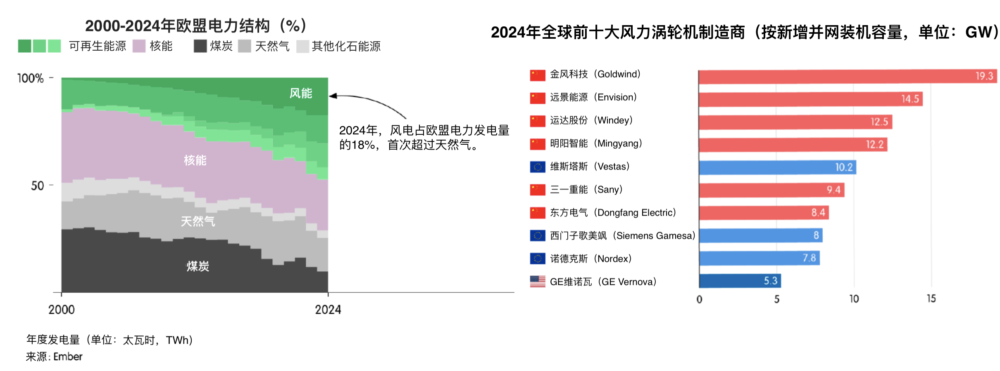 2000-2024年欧盟电力结构（%）
可再生能源 核能 煤炭 天然气 其他化石能源
100%
50
风能
核能
天然气
煤炭
2024年，风电占欧盟电力发电量
的18%，首次超过天然气。
2000 2024
年度发电量（单位：太瓦时，TWh）
来源: Ember
2024年全球前十大风力涡轮机制造商（按新增并网装机容量，单位：GW）
金风科技（Goldwind） 19.3
远景能源（Envision） 14.5
运达股份（Windey） 12.5
明阳智能（Mingyang） 12.2
维斯塔斯（Vestas） 10.2
三一重能（Sany） 9.4
东方电气（Dongfang Electric） 8.4
西门子歌美飒（Siemens Gamesa） 8
诺德克斯（Nordex） 7.8
GE维诺瓦（GE Vernova） 5.3
0 5 10 15